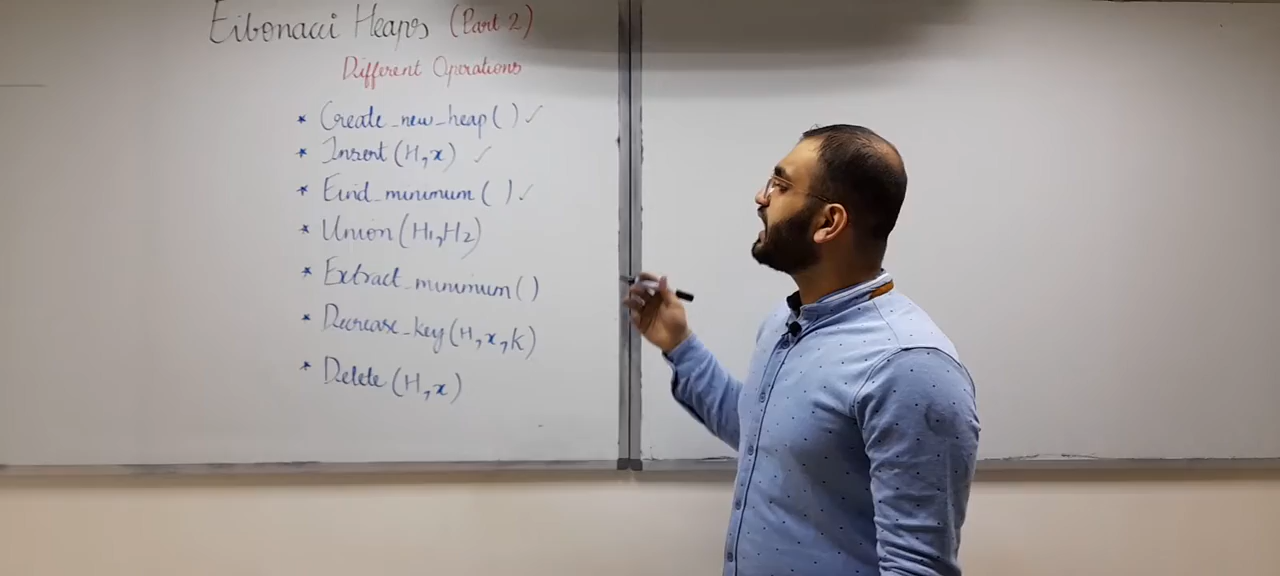 Fibonacci Heaps (Part 2)
Different Operations
* Create_new_heap( ) ✓
* Insert(H,x) ✓
* Find_minimum( ) ✓
* Union(H1,H2)
* Extract_minimum()
* Decrease_key(H,x,k)
* Delete(H,x)